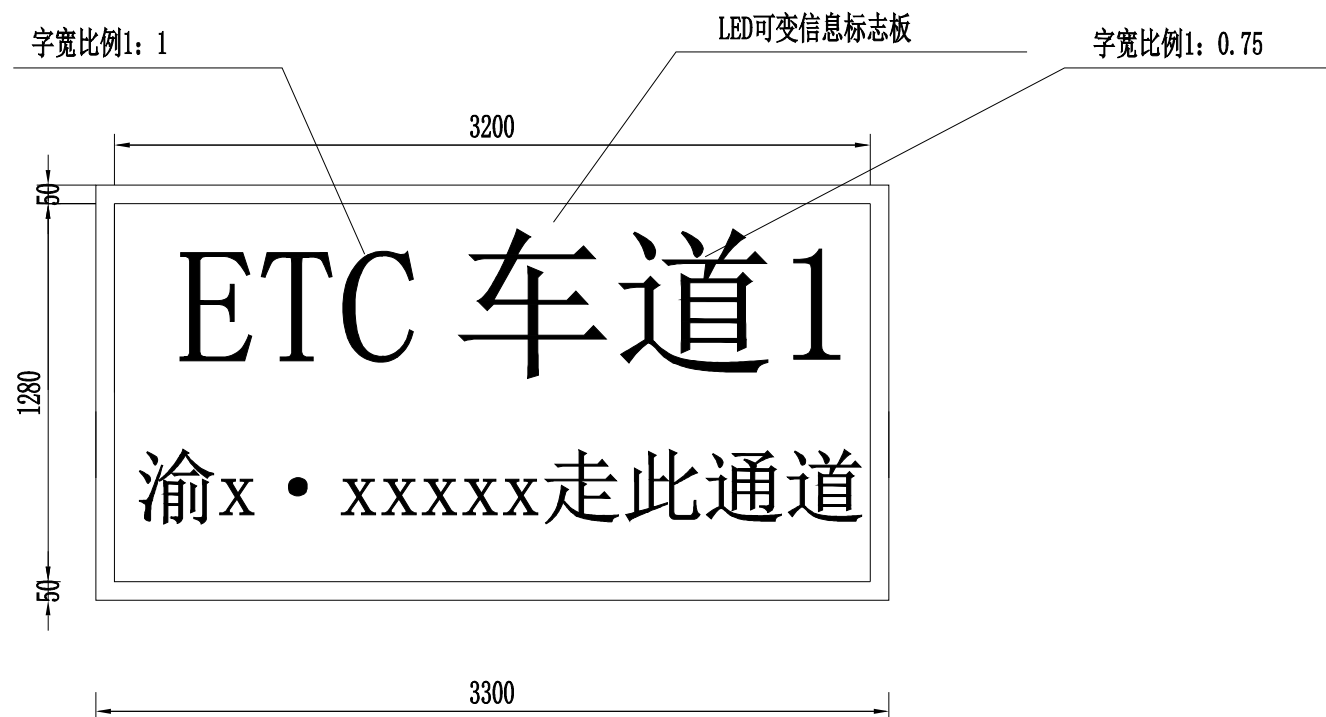 LED可变信息标志板
字宽比例1：1
字宽比例1：0.75
3200
50
ETC 车道1
1280
渝x·xxxxx走此通道
50
3300